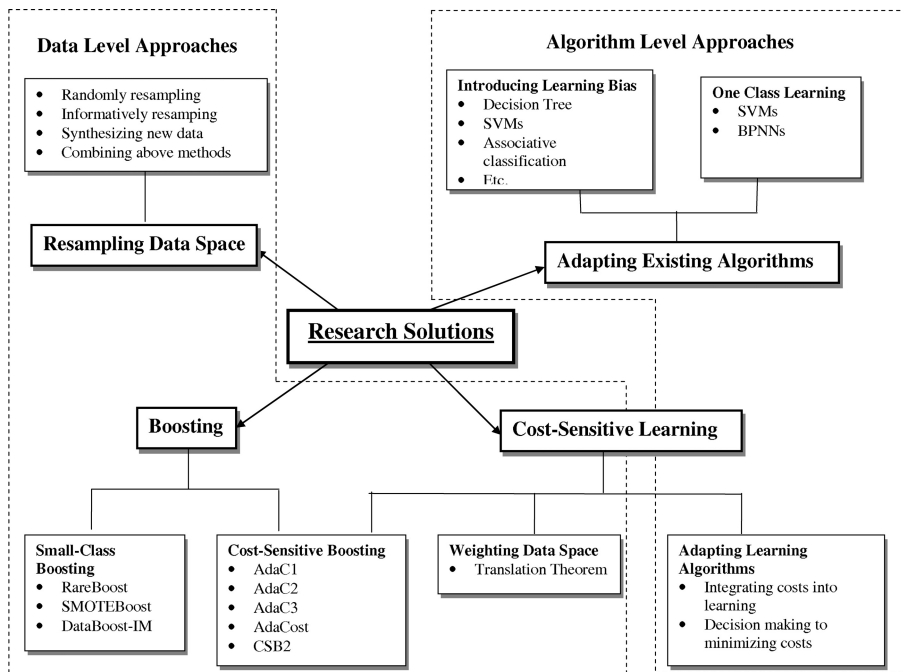 Data Level Approaches
Algorithm Level Approaches
• Randomly resampling
• Informatively resamping
• Synthesizing new data
• Combining above methods
Introducing Learning Bias
• Decision Tree
• SVMs
• Associative
classification
• Etc.
One Class Learning
• SVMs
• BPNNs
Resampling Data Space
Adapting Existing Algorithms
Research Solutions
Boosting
Cost-Sensitive Learning
Small-Class
Boosting
• RareBoost
• SMOTEBoost
• DataBoost-IM
Cost-Sensitive Boosting
• AdaC1
• AdaC2
• AdaC3
• AdaCost
• CSB2
Weighting Data Space
• Translation Theorem
Adapting Learning
Algorithms
• Integrating costs into
learning
• Decision making to
minimizing costs